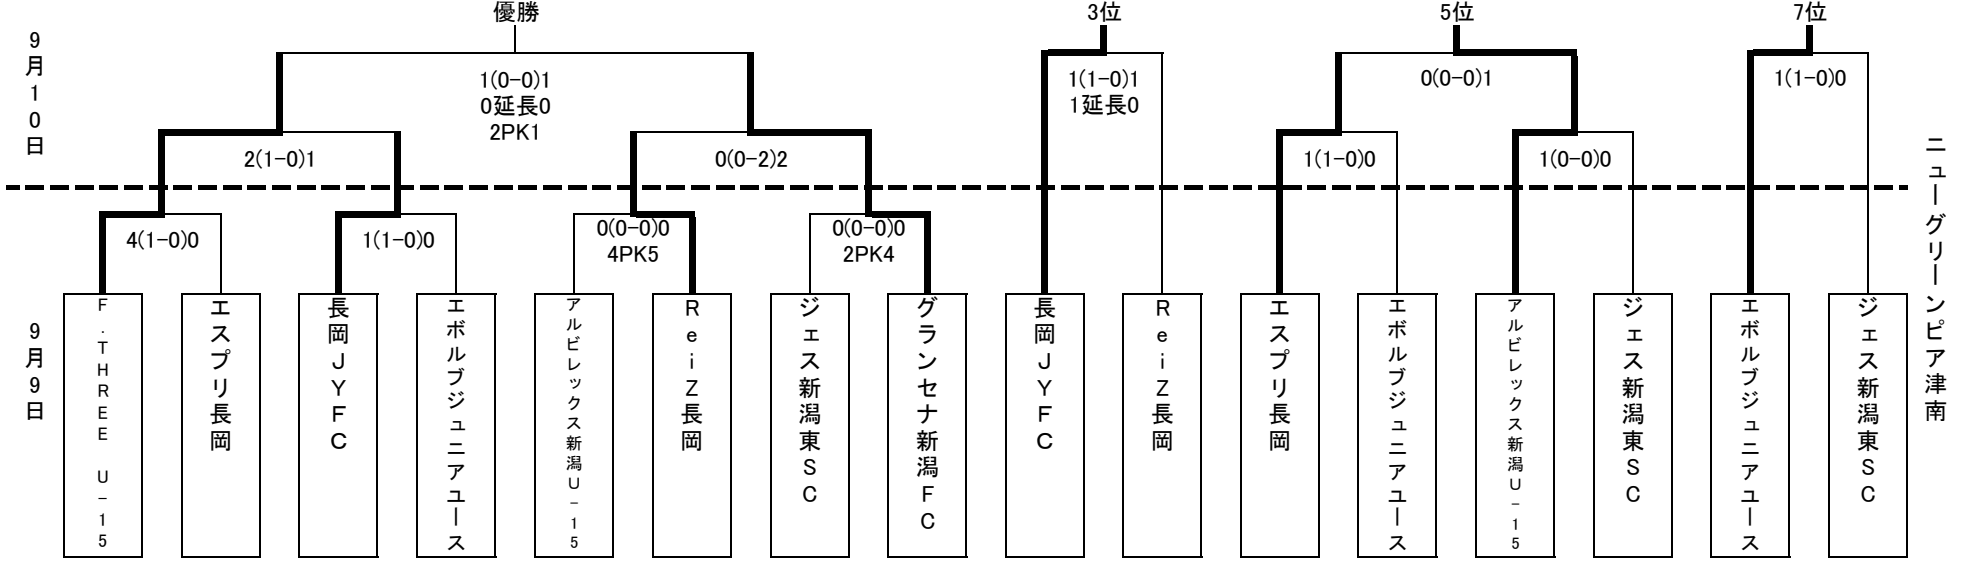 優勝
3位
5位
7位
9月10日
1(0-0)1
0延長0
2PK1
1(1-0)1
1延長0
0(0-0)1
1(1-0)0
2(1-0)1
0(0-2)2
1(1-0)0
1(0-0)0
4(1-0)0
1(1-0)0
0(0-0)0
4PK5
0(0-0)0
2PK4
9月9日
F.THREE U-15
エスプリ長岡
長岡JYFC
エボルブジュニアユース
アルビレックス新潟U-15
ReiZ長岡
ジェス新潟東SC
グランセナ新潟FC
長岡JYFC
ReiZ長岡
エスプリ長岡
エボルブジュニアユース
アルビレックス新潟U-15
ジェス新潟東SC
エボルブジュニアユース
ジェス新潟東SC
ニューグリーンピア津南